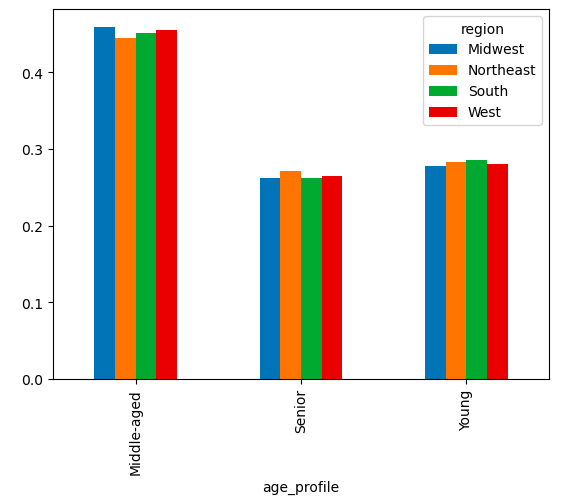 region
Midwest
Northeast
South
West
0.4
0.3
0.2
0.1
0.0
Middle-aged
Senior
Young
age_profile